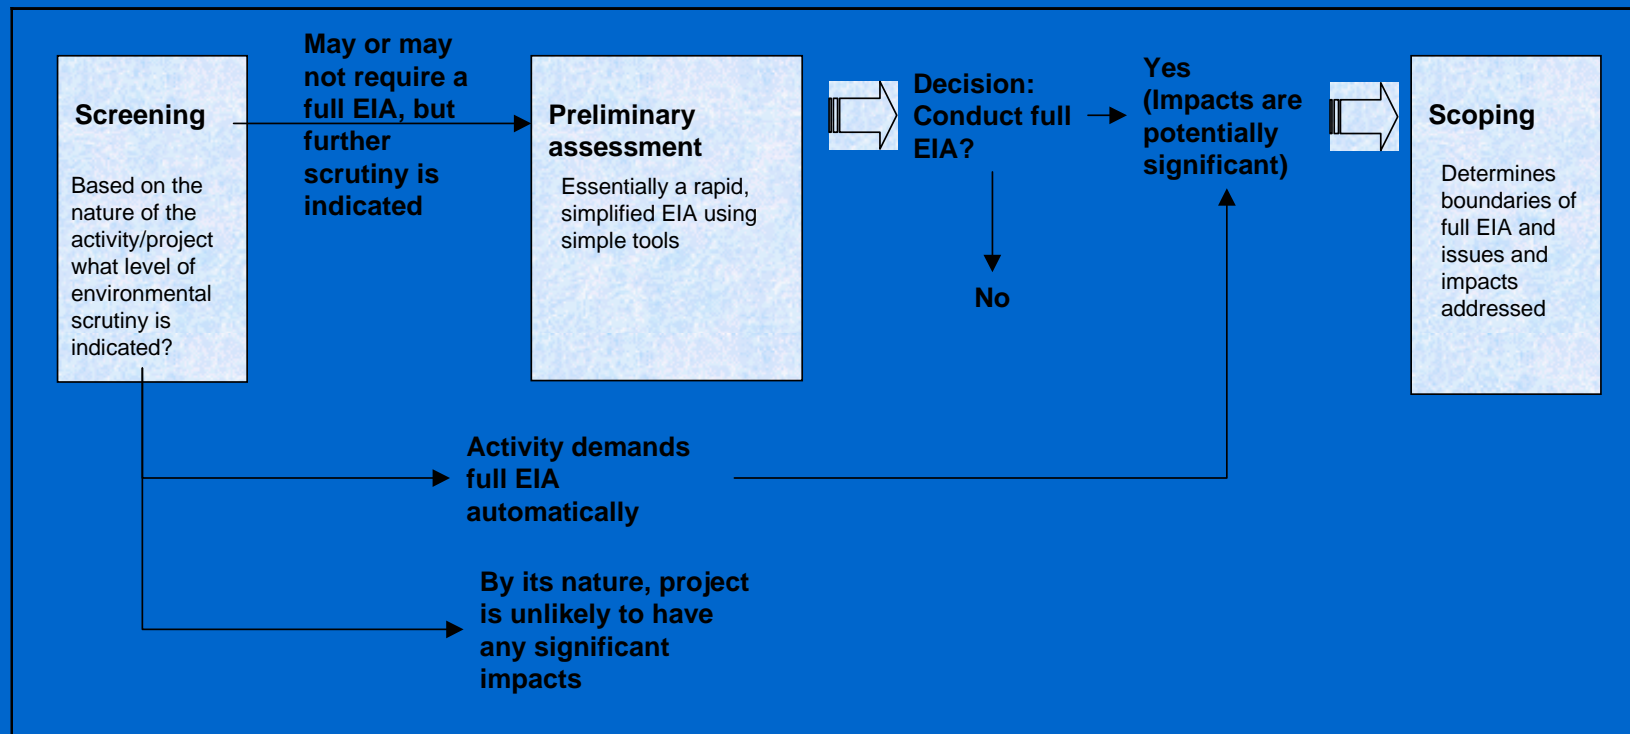 Screening
Based on the
nature of the
activity/project
what level of
environmental
scrutiny is
indicated?
May or may
not require a
full EIA, but
further
scrutiny is
indicated
Preliminary
assessment
Essentially a rapid,
simplified EIA using
simple tools
Decision:
Conduct full
EIA?
No
Yes
(Impacts are
potentially
significant)
Scoping
Determines
boundaries of
full EIA and
issues and
impacts
addressed
Activity demands
full EIA
automatically
By its nature, project
is unlikely to have
any significant
impacts